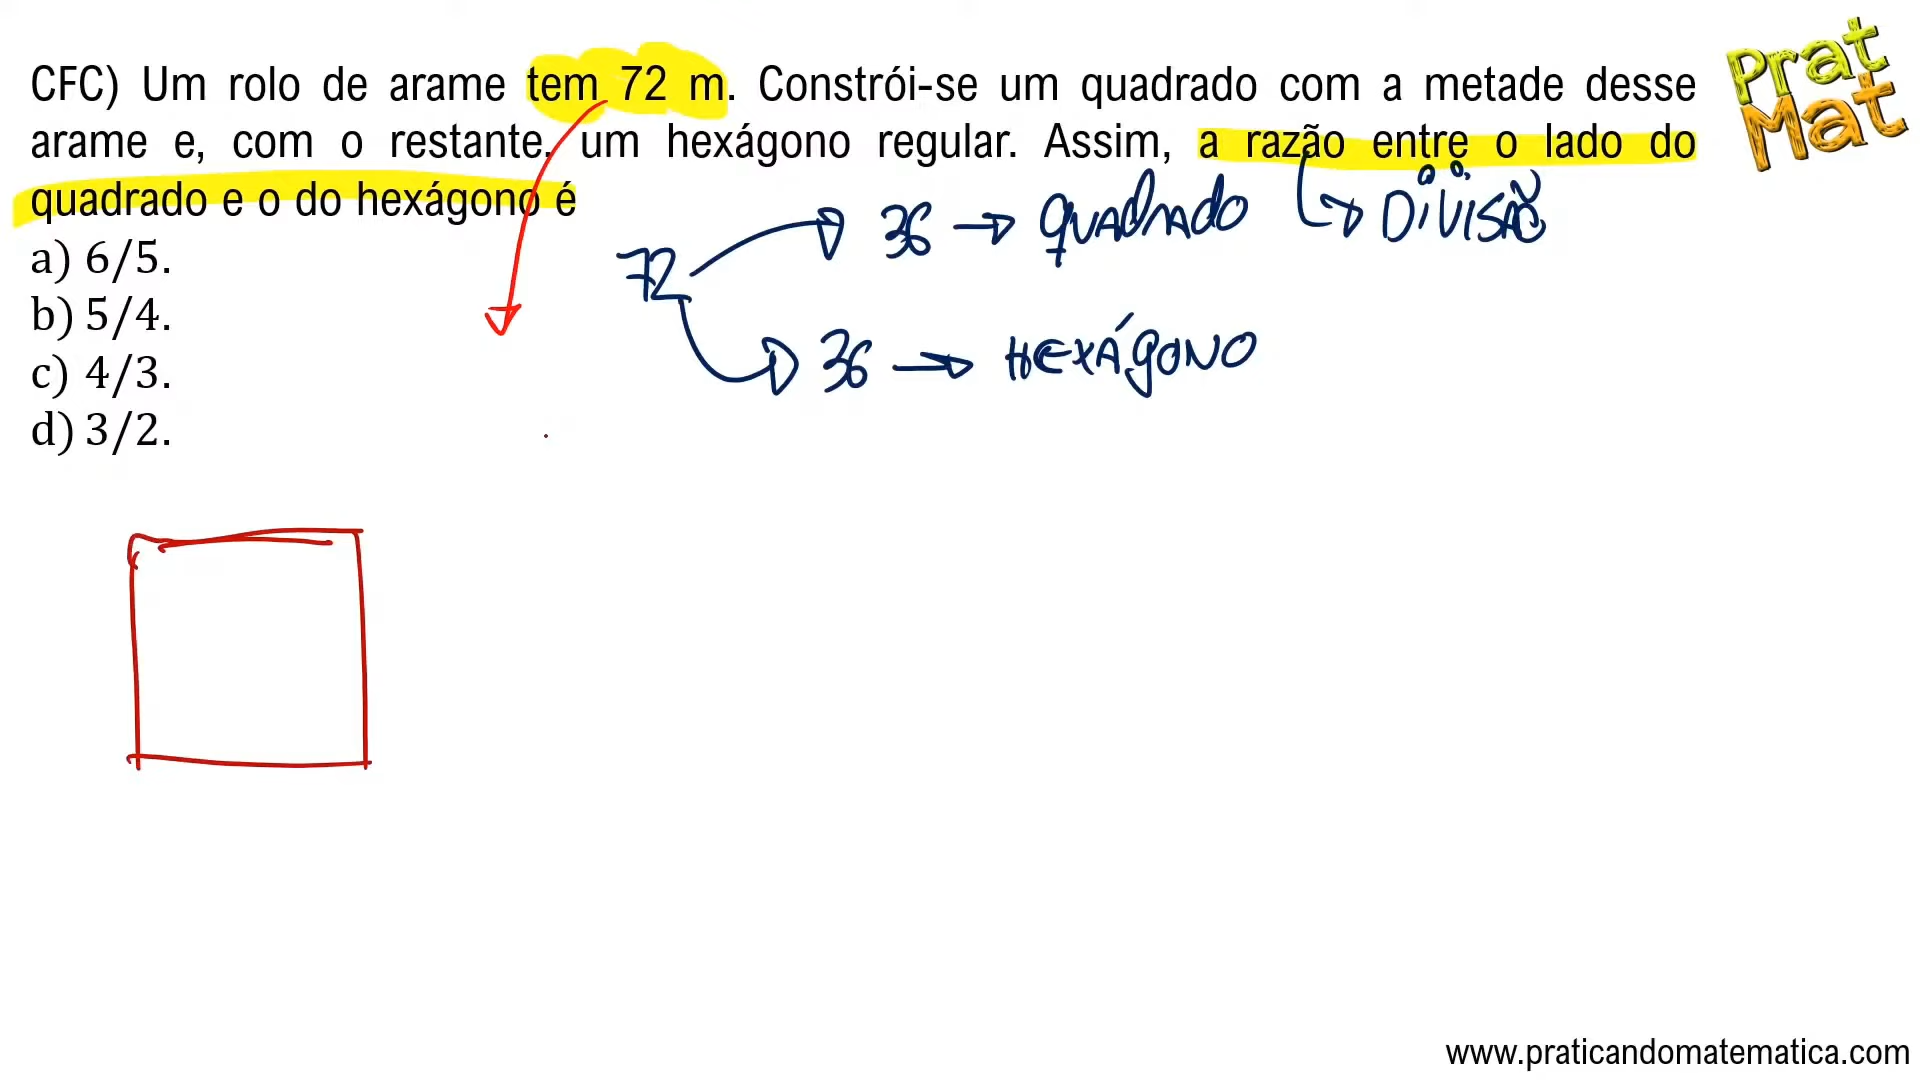 CFC) Um rolo de arame tem 72 m. Constrói-se um quadrado com a metade desse
arame e, com o restante, um hexágono regular. Assim, a razão entre o lado do
quadrado e o do hexágono é
a) 6/5.
b) 5/4.
c) 4/3.
d) 3/2.
72
36 → QUADRADO
DIVISÃO
36 → HEXÁGONO
Prat
Mat
www.praticandomatematica.com